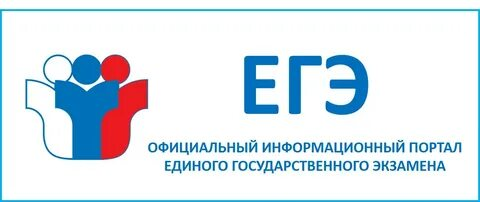 ЕГЭ
ОФИЦИАЛЬНЫЙ ИНФОРМАЦИОННЫЙ ПОРТАЛ
ЕДИНОГО ГОСУДАРСТВЕННОГО ЭКЗАМЕНА